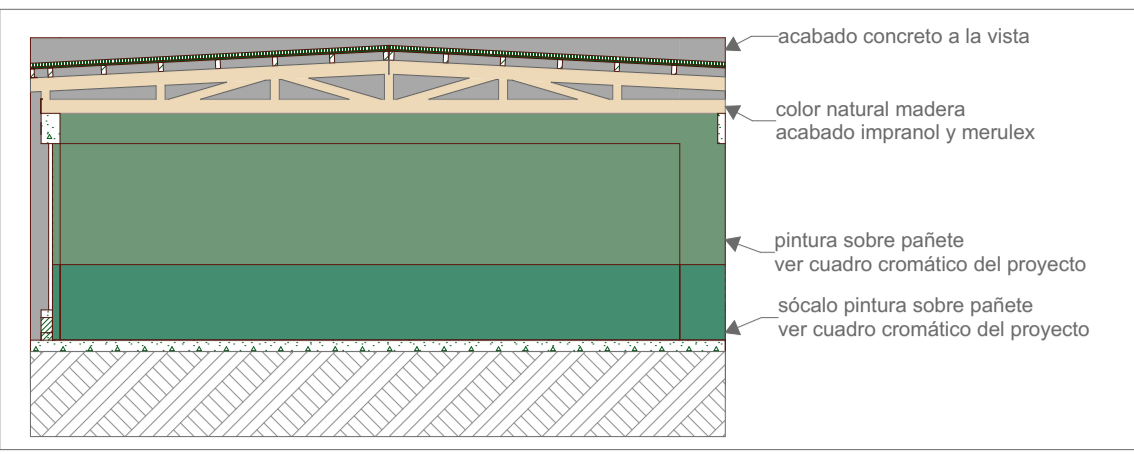 acabado concreto a la vista
color natural madera
acabado impranol y merulex
pintura sobre pañete
ver cuadro cromático del proyecto
sócalo pintura sobre pañete
ver cuadro cromático del proyecto